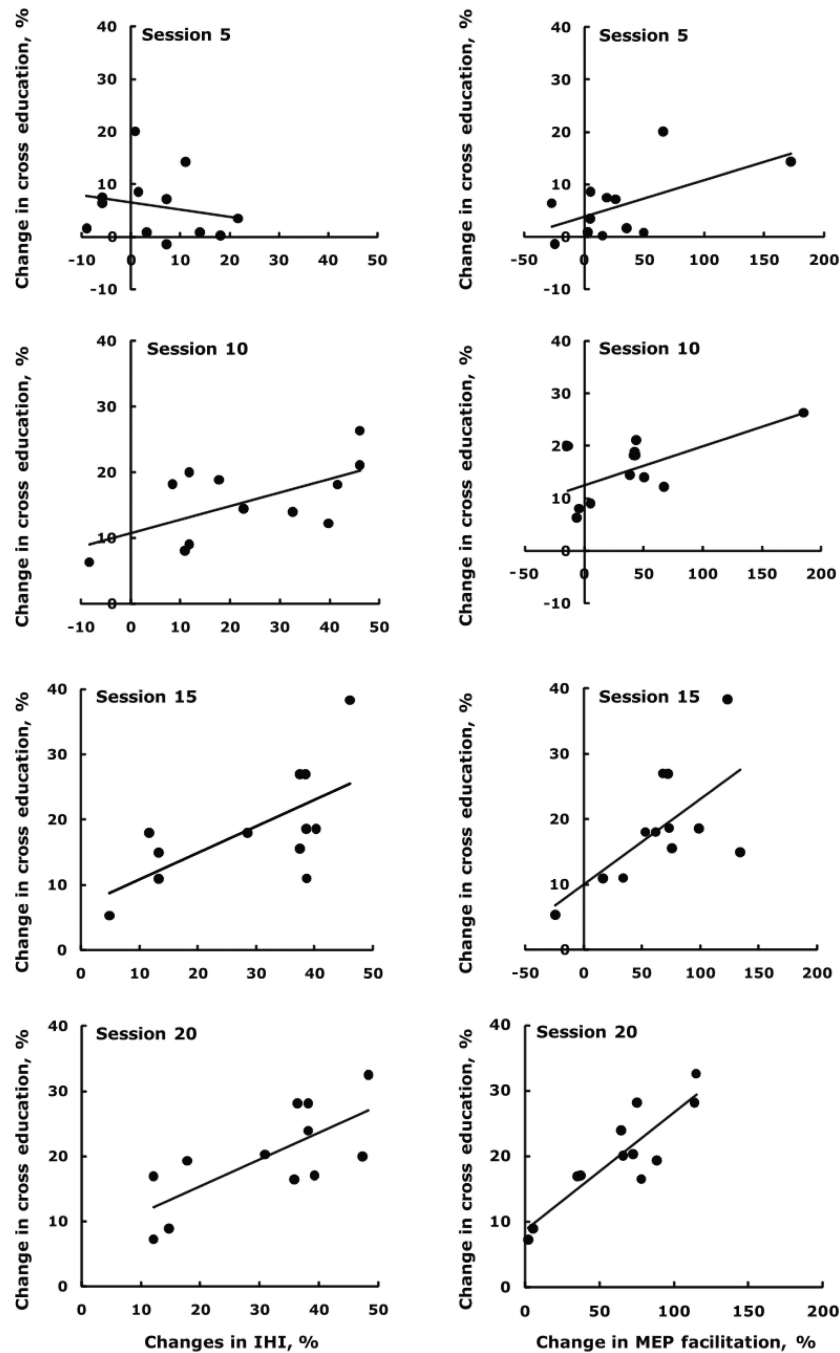 Change in cross education, %
Session 5
40
30
20
10
0
-10
-10 0 10 20 30 40 50
Change in cross education, %
Session 5
40
30
20
10
0
-10
-50 0 50 100 150 200
Change in cross education, %
Session 10
40
30
20
10
0
-10 0 10 20 30 40 50
Change in cross education, %
Session 10
40
30
20
10
0
-10
-50 0 50 100 150 200
Change in cross education, %
Session 15
40
30
20
10
0
0 10 20 30 40 50
Change in cross education, %
Session 15
40
30
20
10
0
-50 0 50 100 150 200
Change in cross education, %
Session 20
40
30
20
10
0
0 10 20 30 40 50
Changes in IHI, %
Change in cross education, %
Session 20
40
30
20
10
0
0 50 100 150 200
Change in MEP facilitation, %